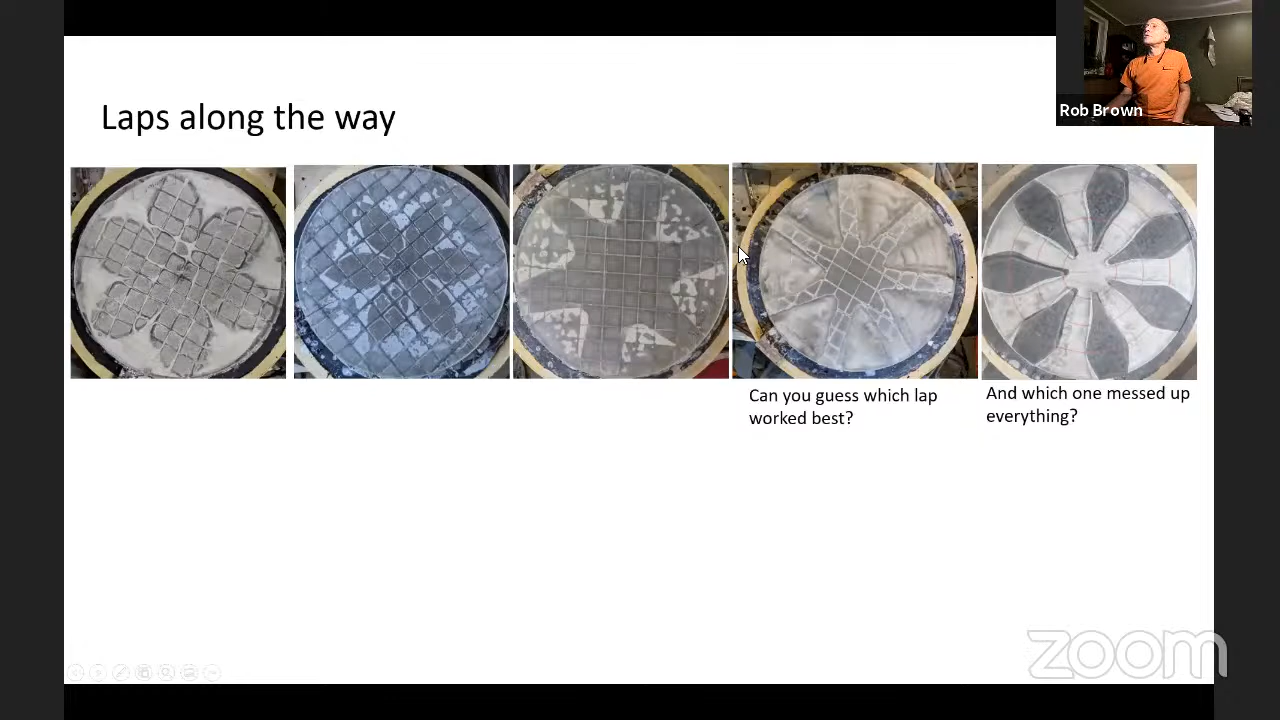 Laps along the way
Rob Brown
Can you guess which lap
worked best?
And which one messed up
everything?
zoom